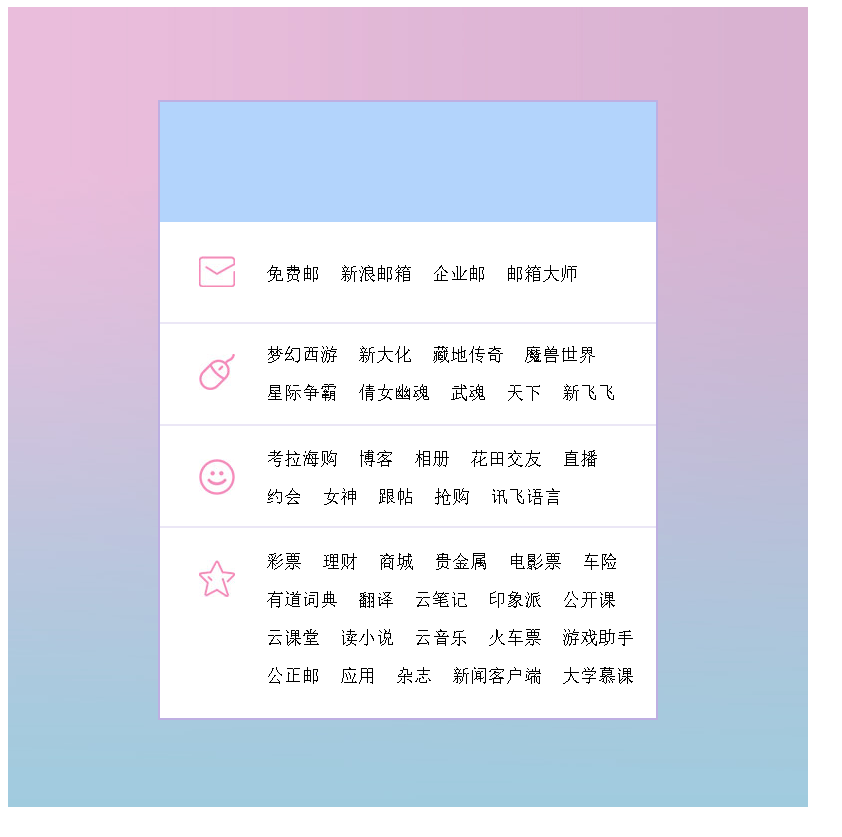 免费邮 新浪邮箱 企业邮 邮箱大师
梦幻西游 新大化 藏地传奇 魔兽世界
星际争霸 倩女幽魂 武魂 天下 新飞飞
考拉海购 博客 相册 花田交友 直播
约会 女神 跟帖 抢购 讯飞语言
彩票 理财 商城 贵金属 电影票 车险
有道词典 翻译 云笔记 印象派 公开课
云课堂 读小说 云音乐 火车票 游戏助手
公正邮 应用 杂志 新闻客户端 大学慕课